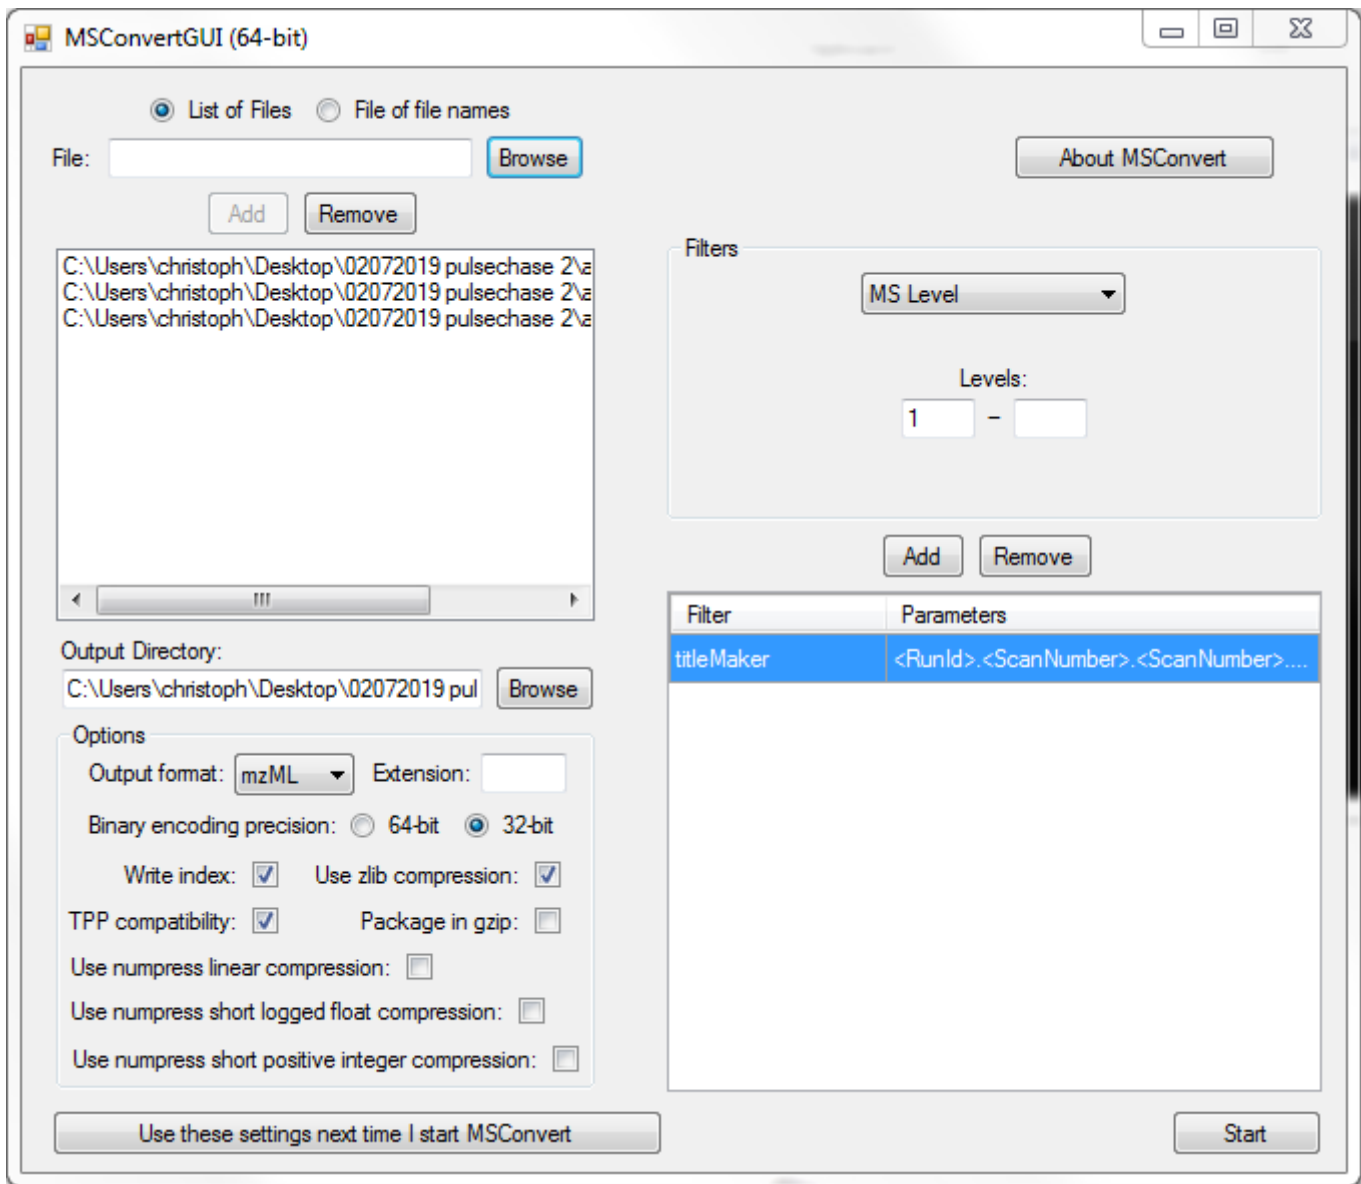 MSConvertGUI (64-bit)
List of Files File of file names
File: Browse
About MSConvert
Add Remove
C:\Users\christoph\Desktop\02072019 pulsechase 2\a
C:\Users\christoph\Desktop\02072019 pulsechase 2\a
C:\Users\christoph\Desktop\02072019 pulsechase 2\a
Output Directory:
C:\Users\christoph\Desktop\02072019 pul Browse
Options
Output format: mzML Extension:
Binary encoding precision: 64-bit 32-bit
Write index: Use zlib compression:
TPP compatibility: Package in gzip:
Use numpress linear compression:
Use numpress short logged float compression:
Use numpress short positive integer compression:
Use these settings next time I start MSConvert
Filters
MS Level
Levels:
1 -
Add Remove
Filter Parameters
titleMaker <RunId>.<ScanNumber>.<ScanNumber>....
Start